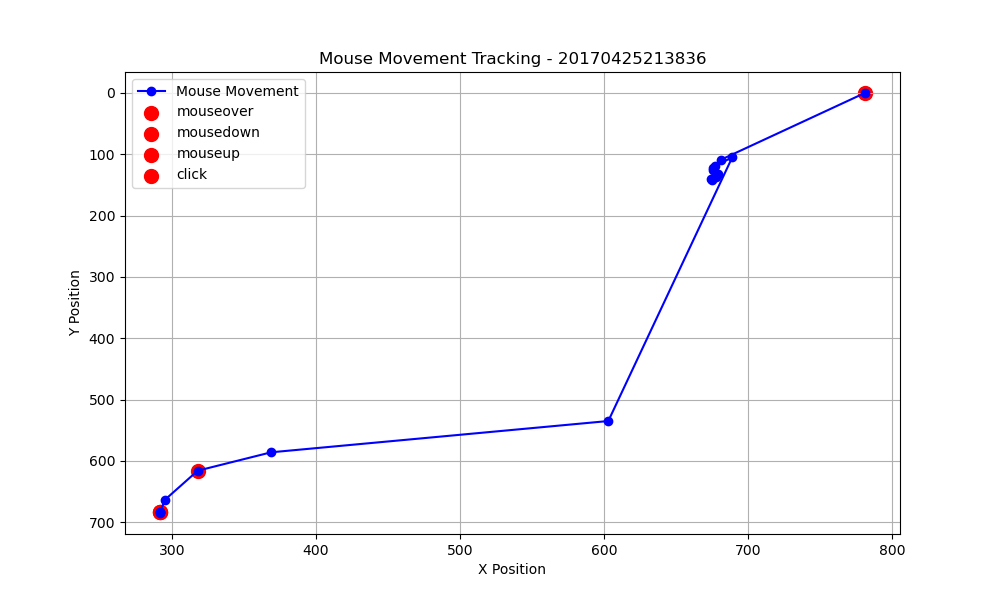 Mouse Movement Tracking - 20170425213836
Mouse Movement
mouseover
mousedown
mouseup
click
0
100
200
300
400
500
600
700
Y Position
300 400 500 600 700 800
X Position